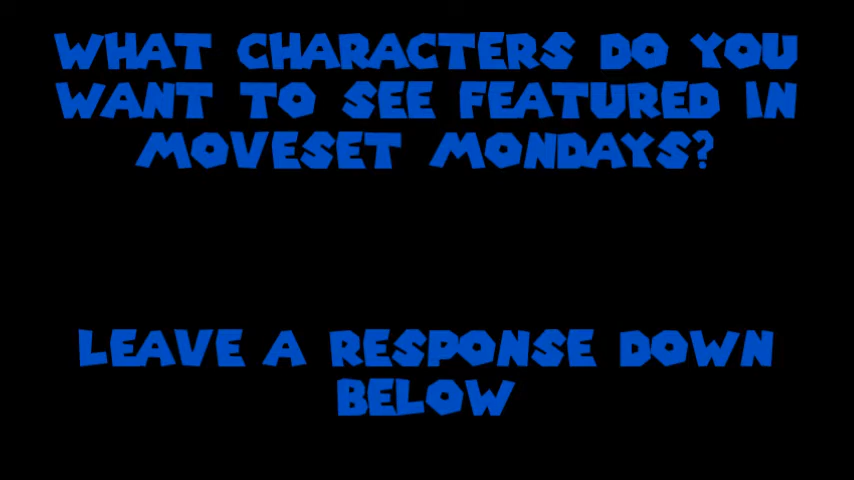 WHAT CHARACTERS DO YOU
WANT TO SEE FEATURED IN
MOVESET MONDAYS?
LEAVE A RESPONSE DOWN
BELOW